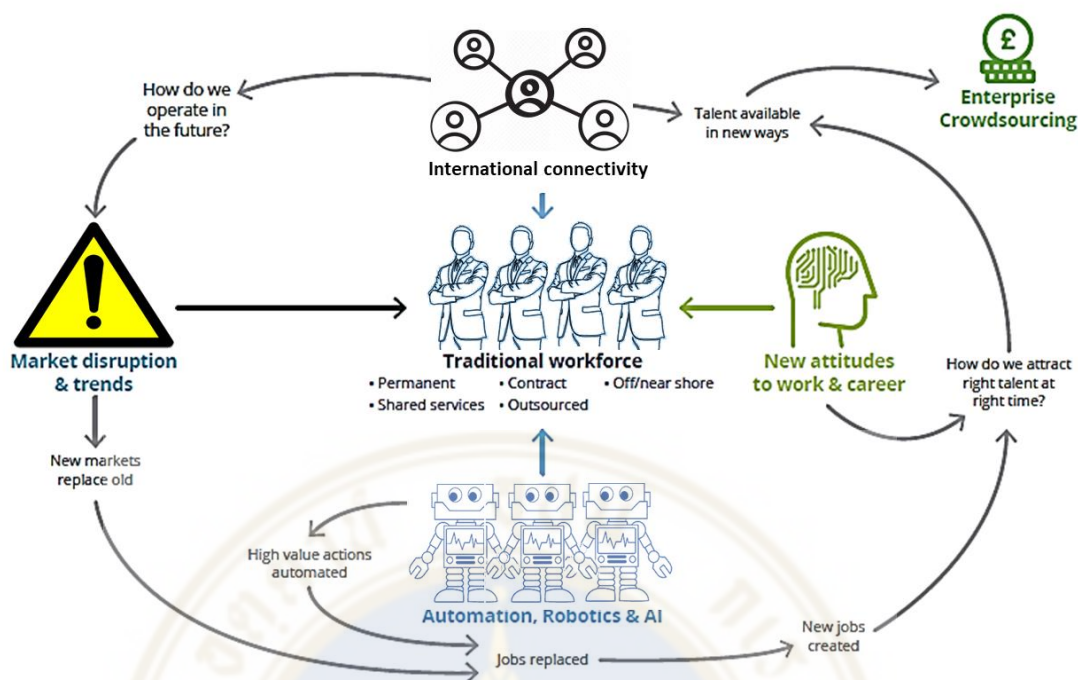 How do we
operate in
the future?
International connectivity
Talent available
in new ways
£
Enterprise
Crowdsourcing
Market disruption
& trends
Traditional workforce
• Permanent • Contract • Off/near shore
• Shared services • Outsourced
New attitudes
to work & career
How do we attract
right talent at
right time?
New markets
replace old
High value actions
automated
Automation, Robotics & AI
Jobs replaced
New jobs
created